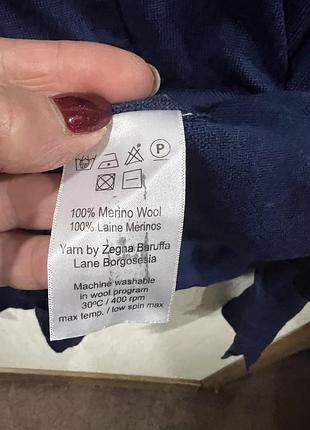 P
100% Merino Wool
100% Laine Mérinos
Yarn by Zegna Baruffa
Lane Borgosesia
Machine washable
in wool program
30°C / 400 rpm
max temp. / low spin max